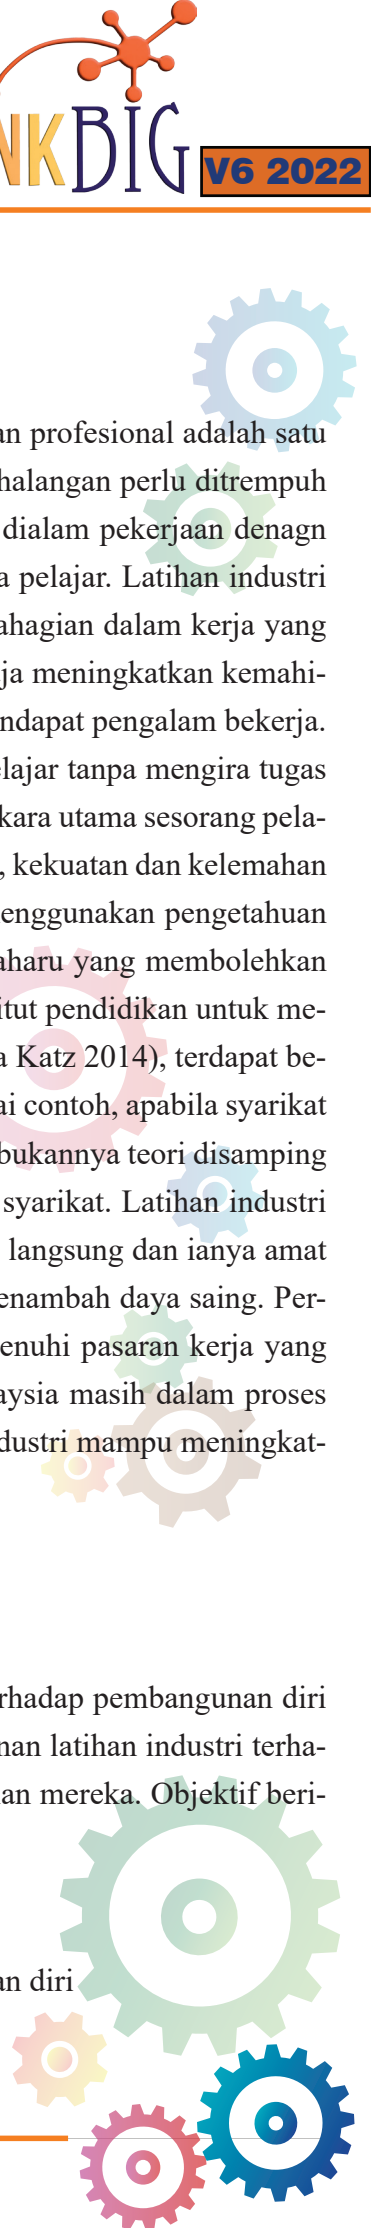 NKBIG
V6 2022
an profesional adalah satu
halangan perlu ditrempuh
dialam pekerjaan denagn
a pelajar. Latihan industri
ahagian dalam kerja yang
ja meningkatkan kemahi-
ndapat pengalam bekerja.
elajar tanpa mengira tugas
kara utama sesorang pela-
, kekuatan dan kelemahan
nenggunakan pengetahuan
aharu yang membolehkan
itut pendidikan untuk me-
a Katz 2014), terdapat be-
ai contoh, apabila syarikat
bukannya teori disamping
syarikat. Latihan industri
langsung dan ianya amat
enambah daya saing. Per-
enuhi pasaran kerja yang
aysia masih dalam proses
dustri mampu meningkat-
rhadap pembangunan diri
nan latihan industri terha-
an mereka. Objektif beri-
an diri